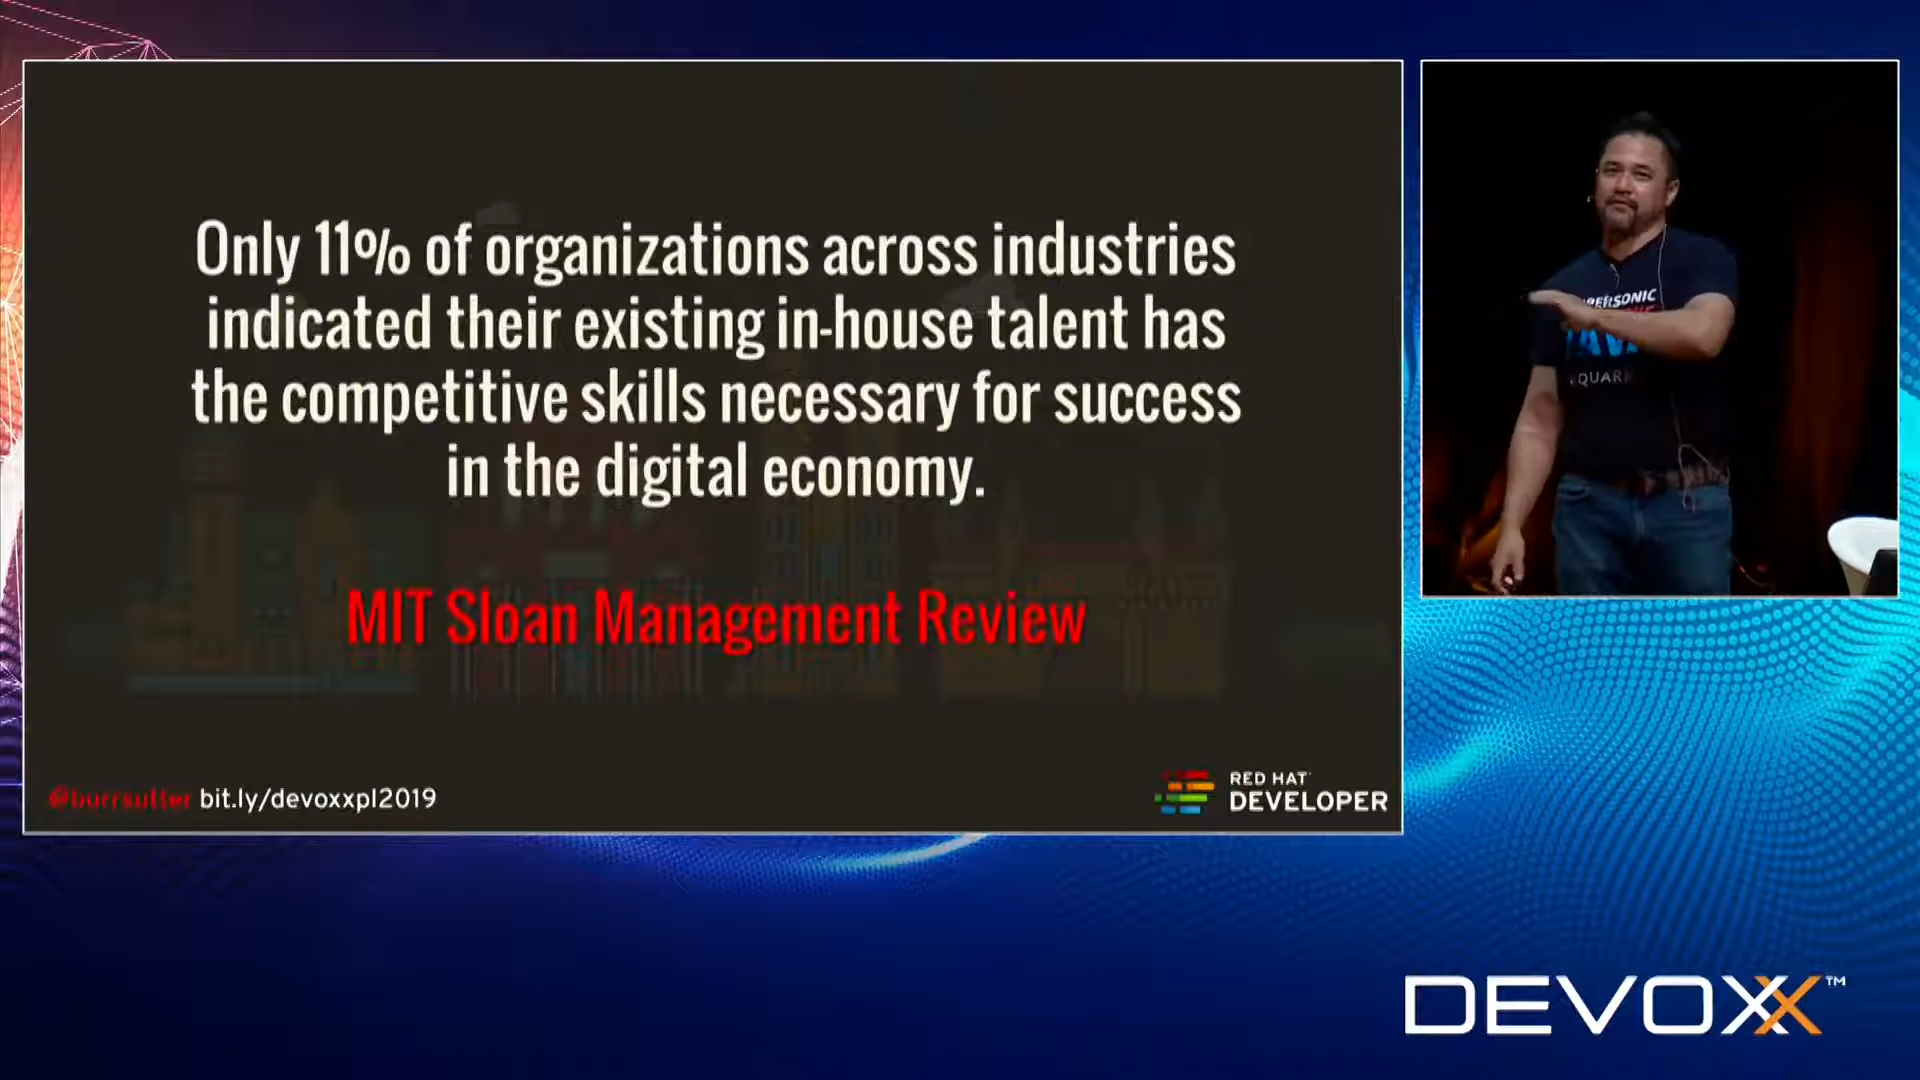 Only 11% of organizations across industries
indicated their existing in-house talent has
the competitive skills necessary for success
in the digital economy.
MIT Sloan Management Review
@burrsutter bit.ly/devoxxpl2019
RED HAT
DEVELOPER
DEVOXX™